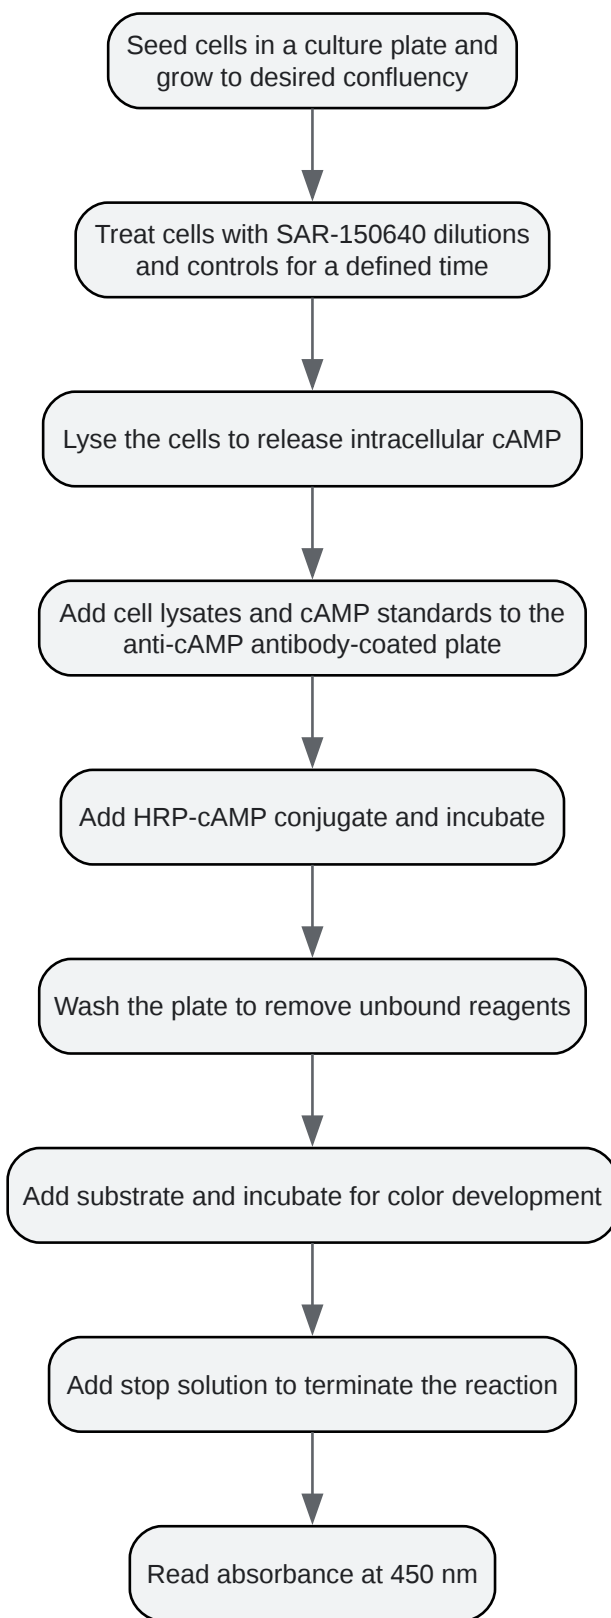 Seed cells in a culture plate and
grow to desired confluency
Treat cells with SAR-150640 dilutions
and controls for a defined time
Lyse the cells to release intracellular cAMP
Add cell lysates and cAMP standards to the
anti-cAMP antibody-coated plate
Add HRP-cAMP conjugate and incubate
Wash the plate to remove unbound reagents
Add substrate and incubate for color development
Add stop solution to terminate the reaction
Read absorbance at 450 nm